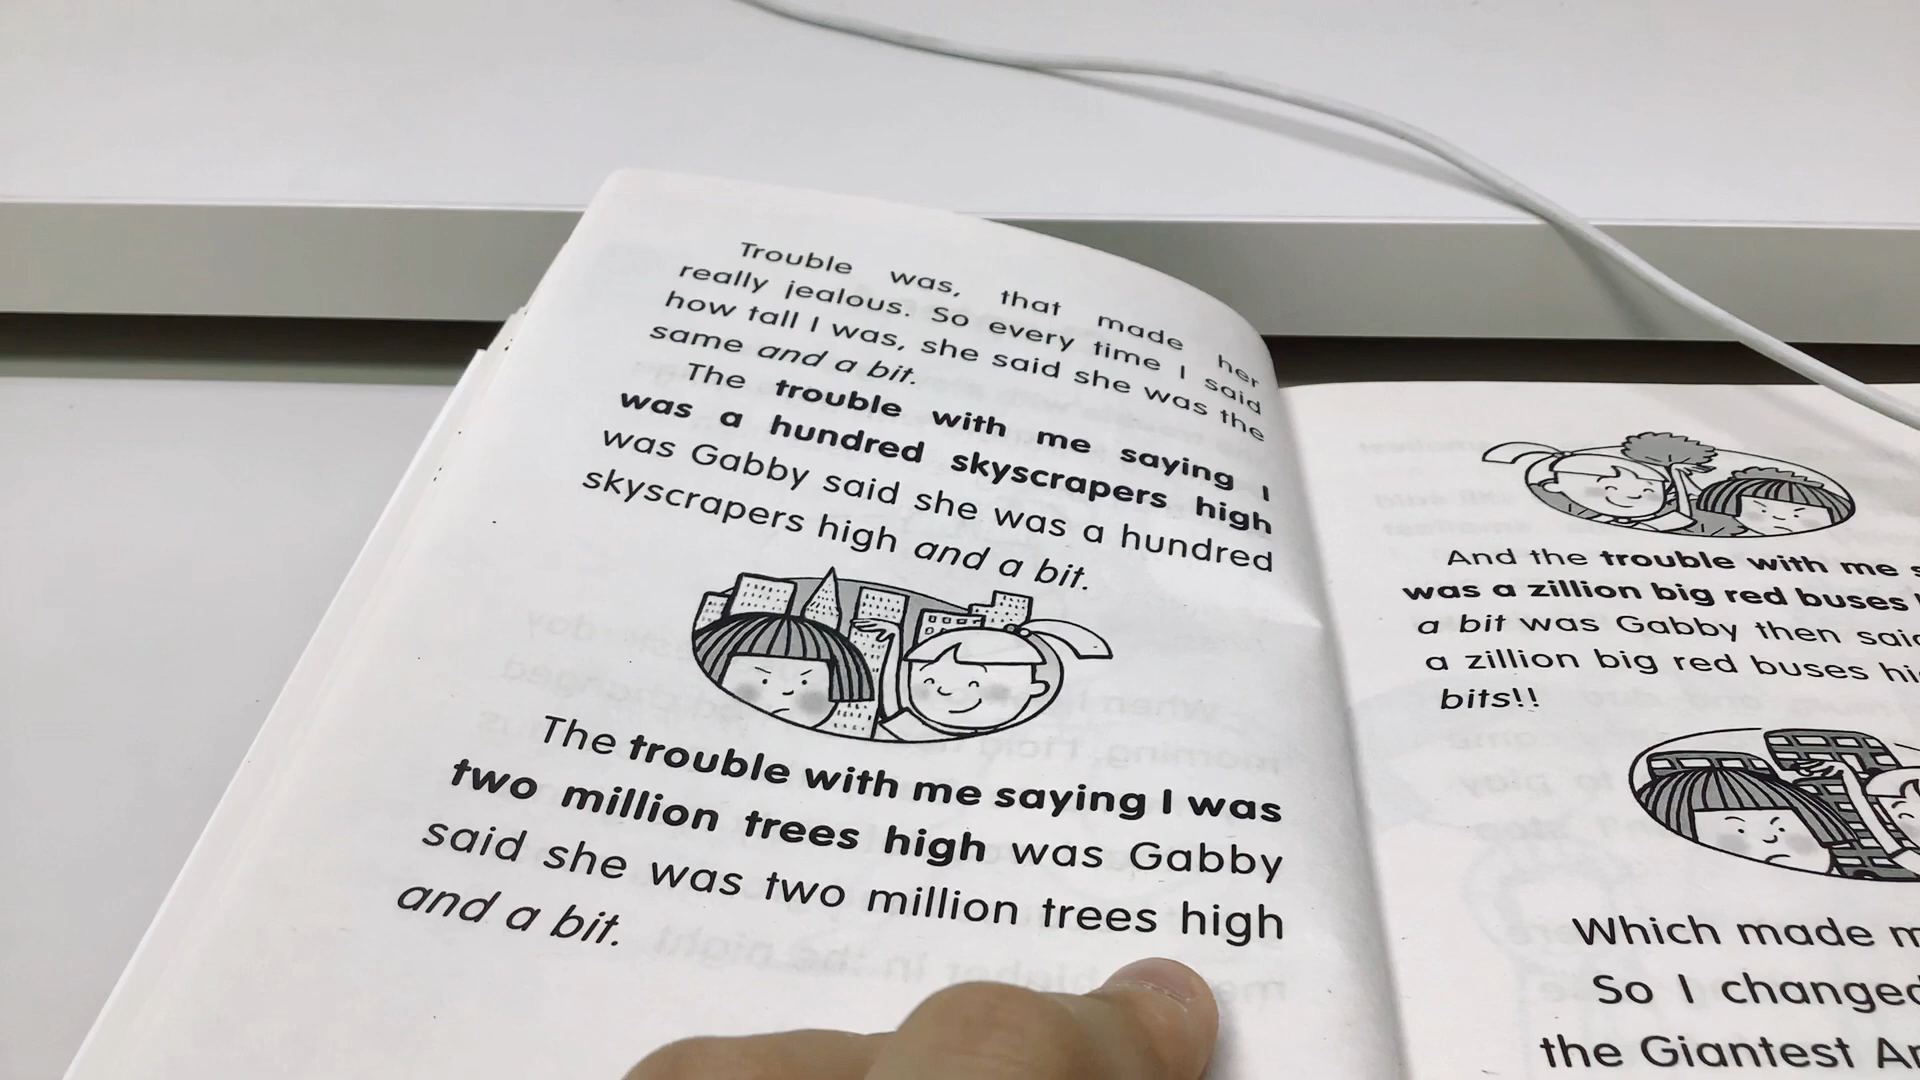 Trouble was, that made her
really jealous. So every time I said
how tall I was, she said she was the
same and a bit.
The trouble with me saying I
was a hundred skyscrapers high
was Gabby said she was a hundred
skyscrapers high and a bit.
The trouble with me saying I was
two million trees high was Gabby
said she was two million trees high
and a bit.
And the trouble with me
was a zillion big red buses
a bit was Gabby then said
a zillion big red buses
bits!!
Which made
So I changed
the Giantest